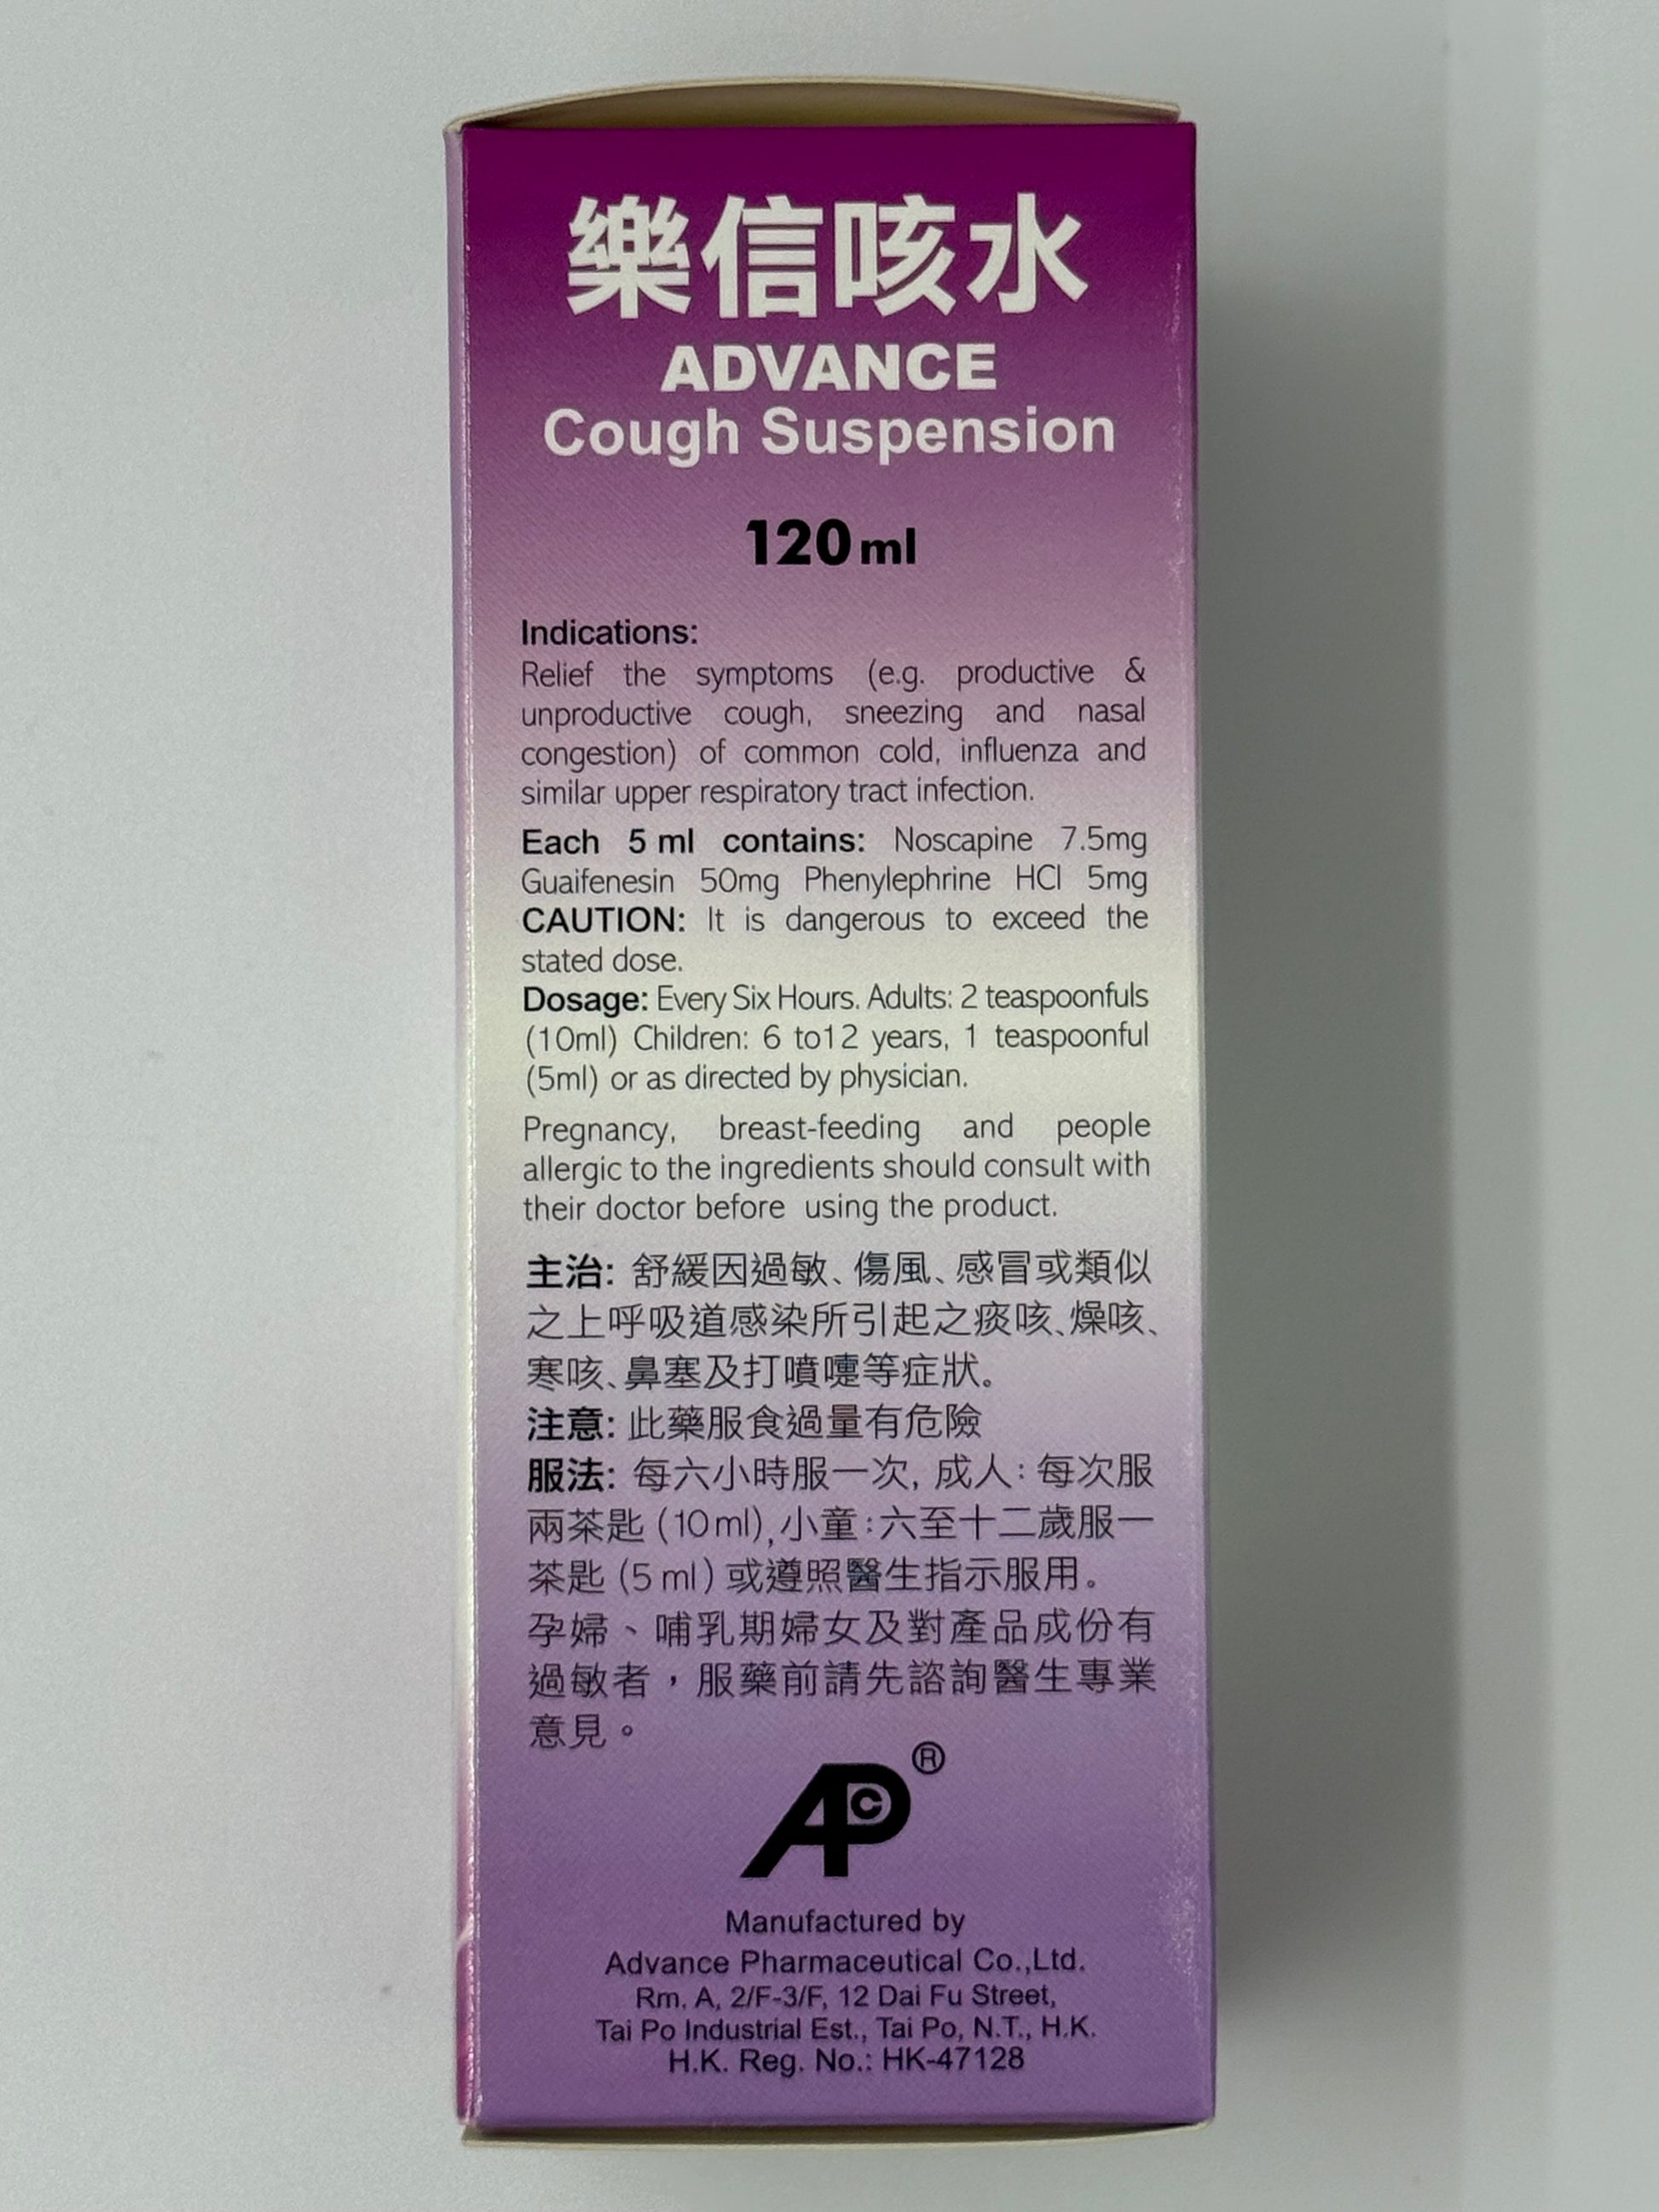 樂信咳水
ADVANCE
Cough Suspension
120ml
Indications:
Relief the symptoms (e.g. productive &
unproductive cough, sneezing and nasal
congestion) of common cold, influenza and
similar upper respiratory tract infection.
Each 5 ml contains: Noscapine 7.5mg
Guaifenesin 50mg Phenylephrine HCl 5mg
CAUTION: It is dangerous to exceed the
stated dose.
Dosage: Every Six Hours. Adults: 2 teaspoonfuls
(10ml) Children: 6 to12 years, 1 teaspoonful
(5ml) or as directed by physician.
Pregnancy, breast-feeding and people
allergic to the ingredients should consult with
their doctor before using the product.
主治: 舒緩因過敏、傷風、感冒或類似
之上呼吸道感染所引起之痰咳、燥咳、
寒咳、鼻塞及打噴嚏等症狀。
注意: 此藥服食過量有危險
服法: 每六小時服一次, 成人: 每次服
兩茶匙 (10ml), 小童: 六至十二歲服一
茶匙 (5 ml) 或遵照醫生指示服用。
孕婦、哺乳期婦女及對產品成份有
過敏者，服藥前請先諮詢醫生專業
意見。
APC®
Manufactured by
Advance Pharmaceutical Co.,Ltd.
Rm. A, 2/F-3/F, 12 Dai Fu Street,
Tai Po Industrial Est., Tai Po, N.T., H.K.
H.K. Reg. No.: HK-47128